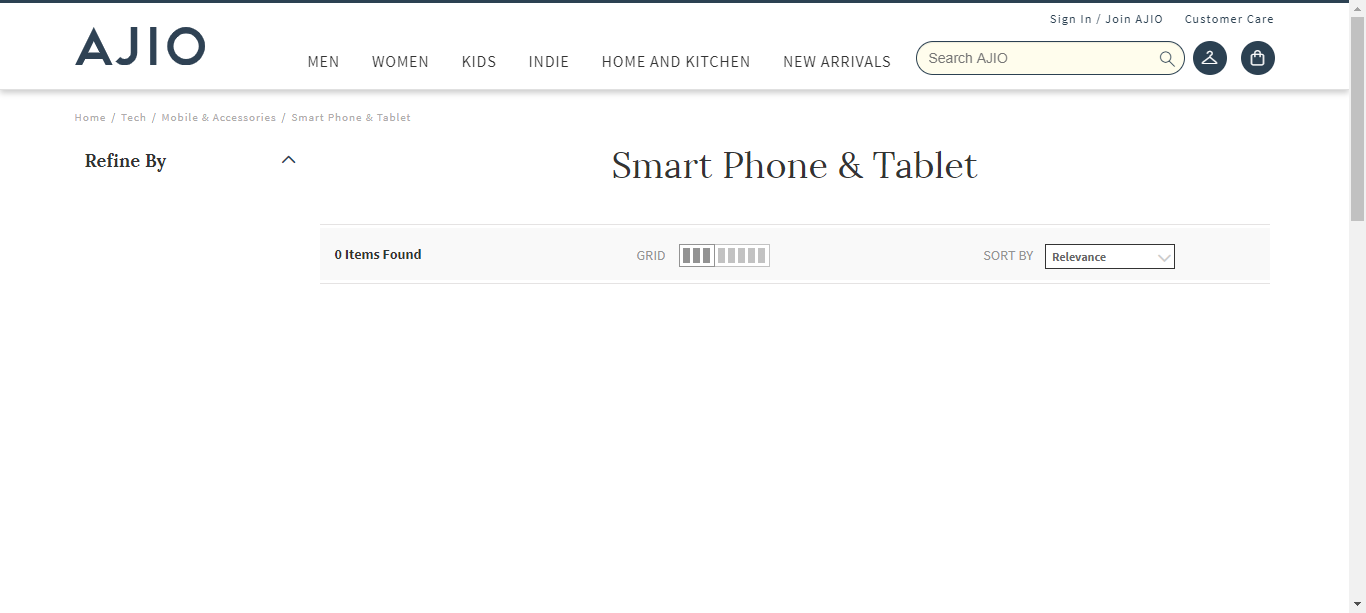 Sign In / Join AJIO Customer Care
AJIO
MEN WOMEN KIDS INDIE HOME AND KITCHEN NEW ARRIVALS Search AJIO
Home / Tech / Mobile & Accessories / Smart Phone & Tablet
Refine By
Smart Phone & Tablet
0 Items Found GRID SORT BY Relevance